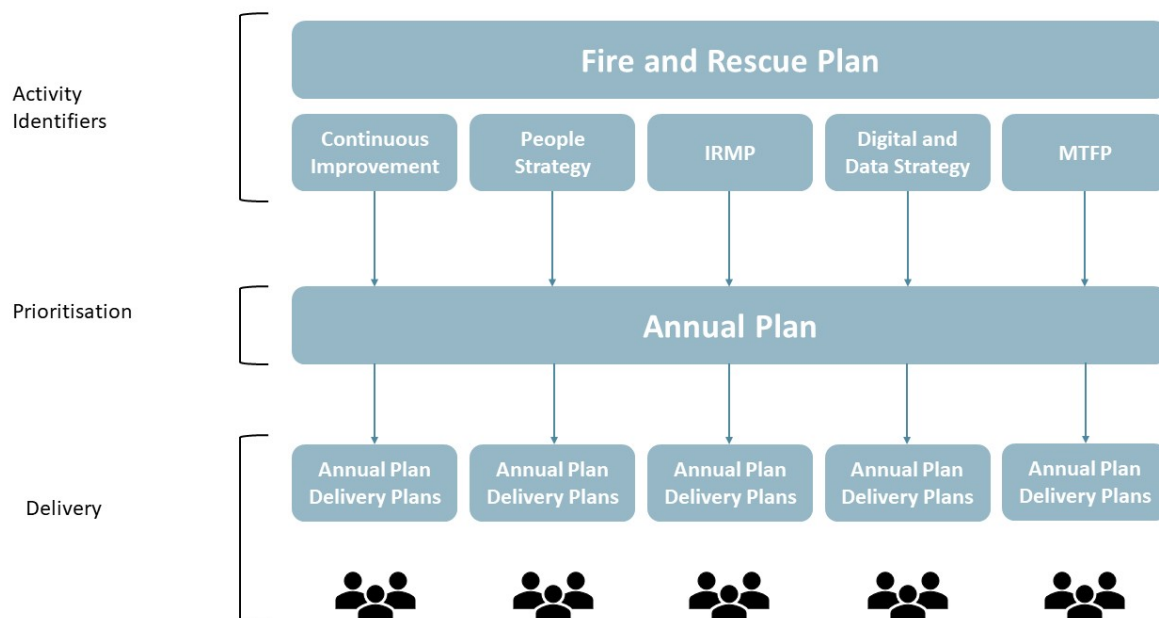 Fire and Rescue Plan
Activity
Identifiers
Continuous
Improvement
People
Strategy
IRMP
Digital and
Data Strategy
MTFP
Prioritisation
Annual Plan
Delivery
Annual Plan
Delivery Plans
Annual Plan
Delivery Plans
Annual Plan
Delivery Plans
Annual Plan
Delivery Plans
Annual Plan
Delivery Plans